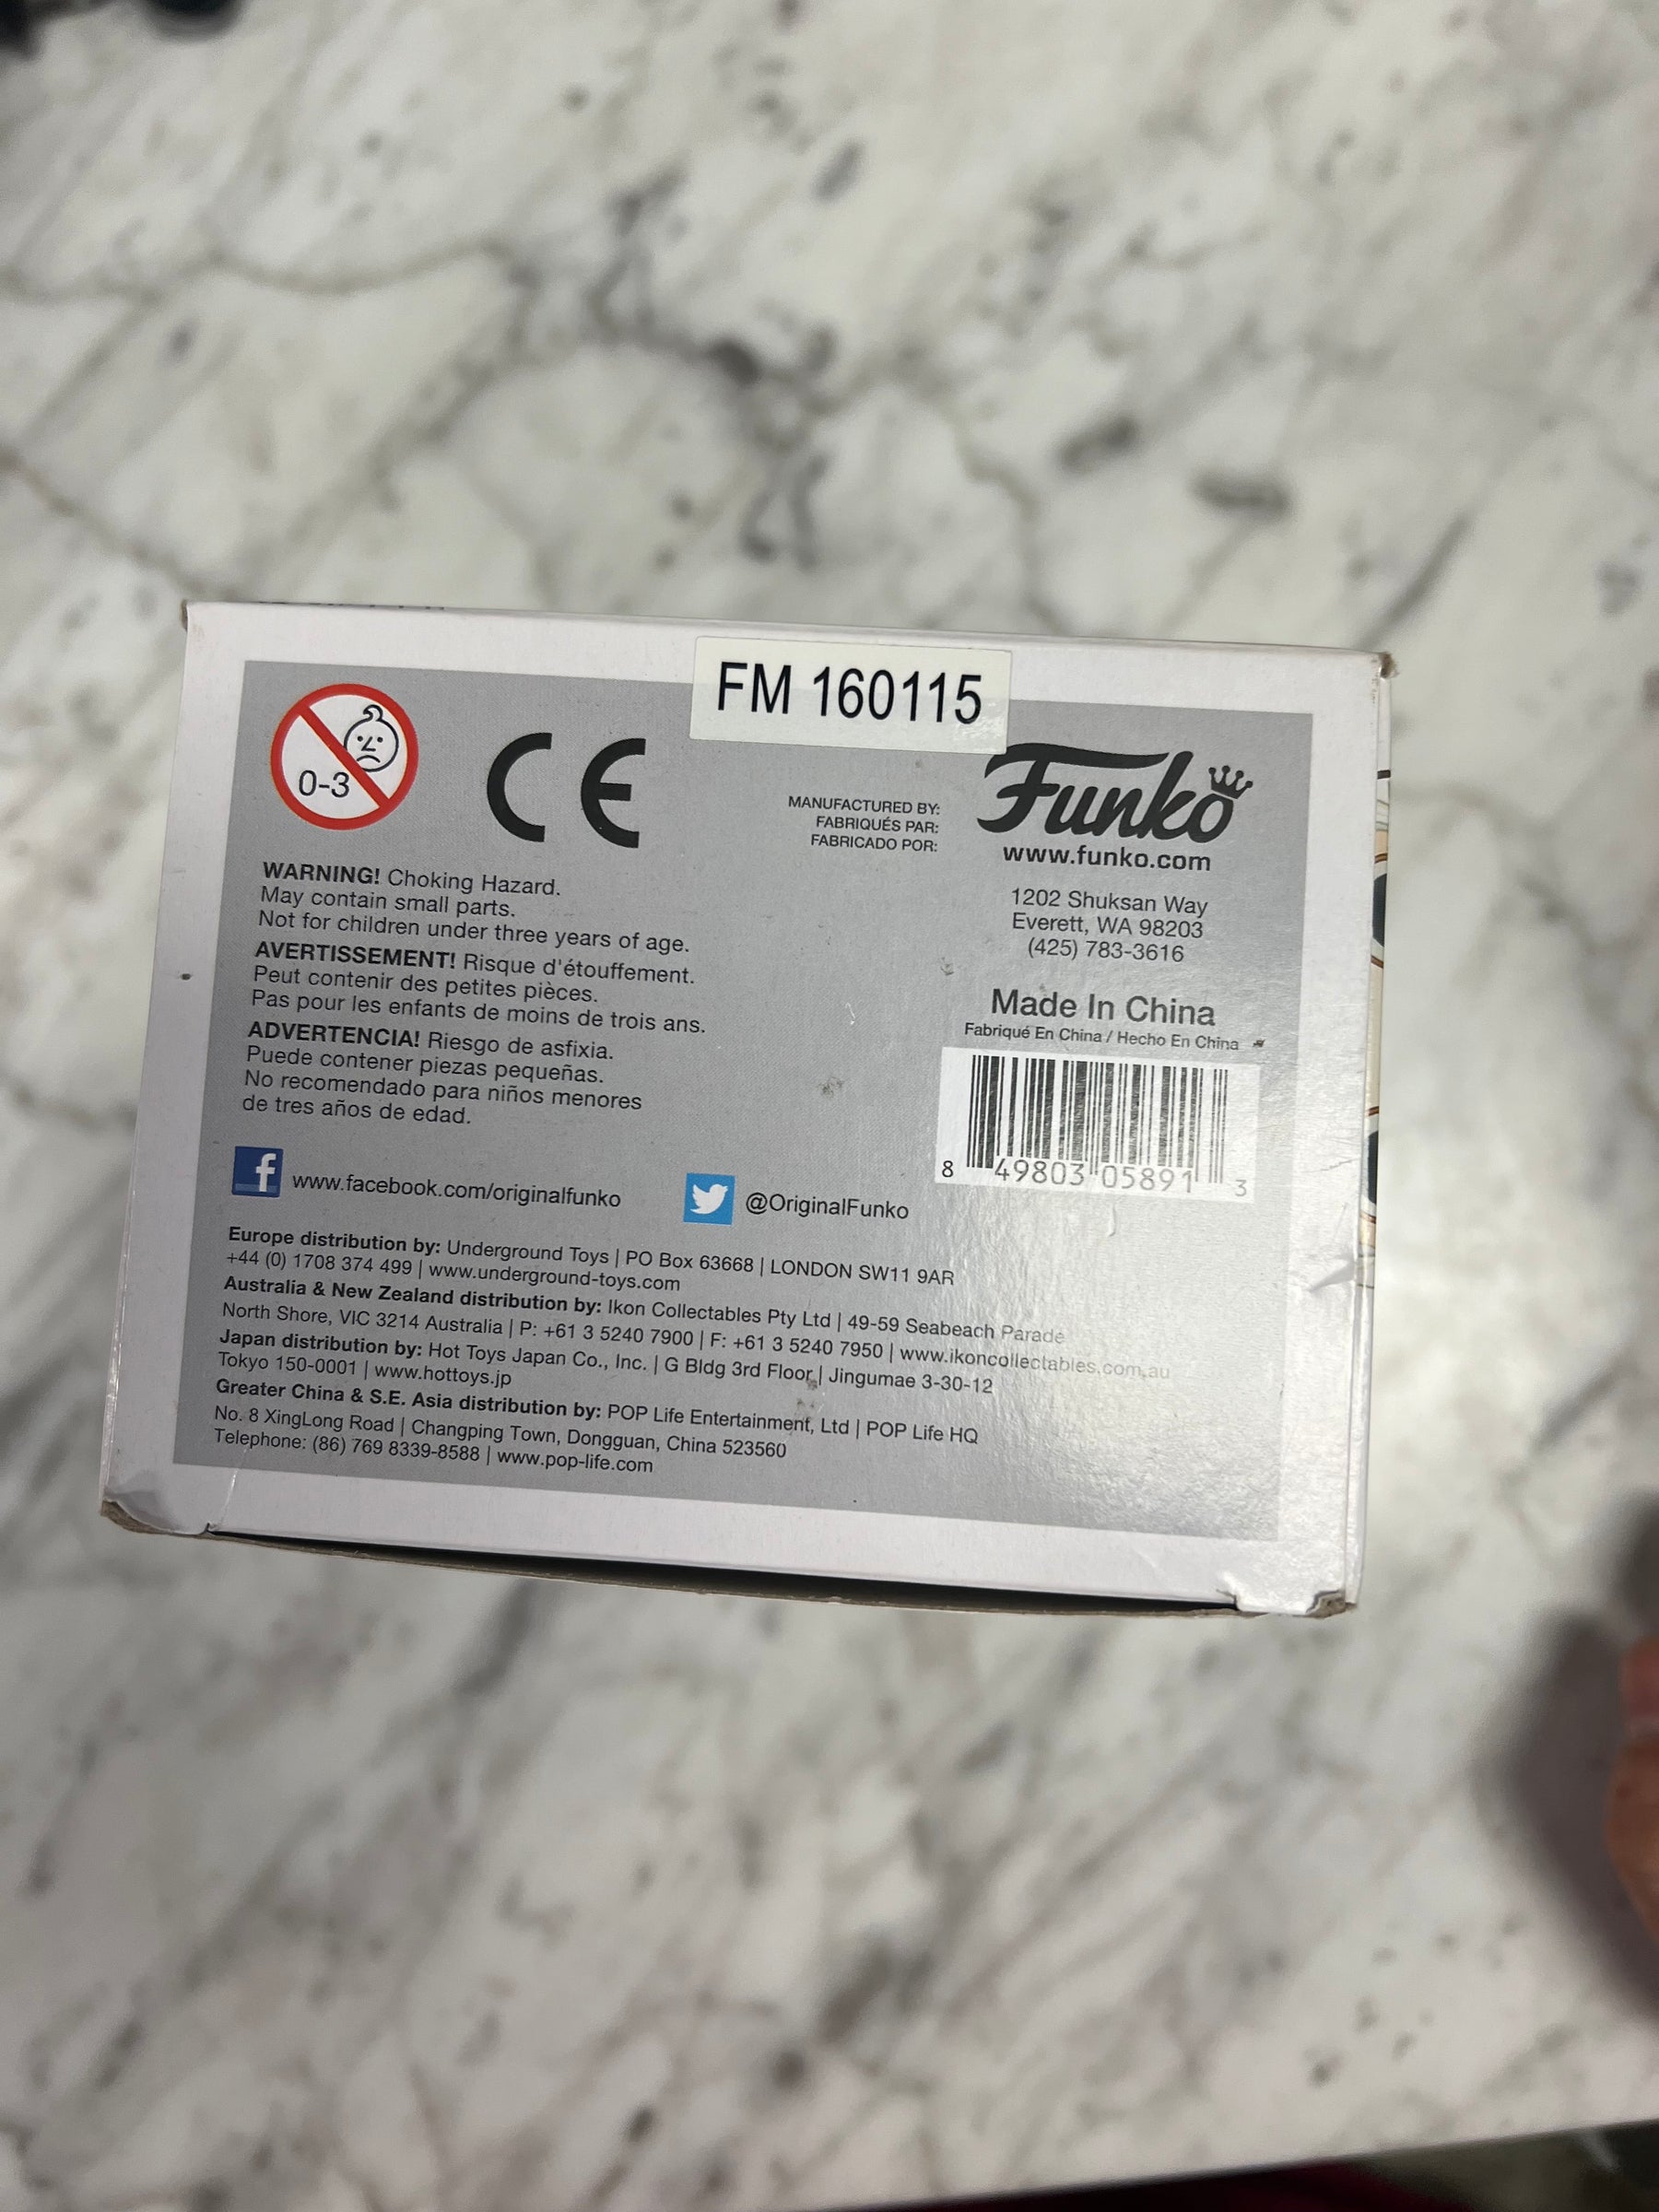 FM 160115
0-3
CE
MANUFACTURED BY:
FABRIQUÉS PAR:
FABRICADO POR:
Funko
www.funko.com
1202 Shuksan Way
Everett, WA 98203
(425) 783-3616
Made In China
Fabriqué En China / Hecho En China
8 49803 05891 3
WARNING! Choking Hazard.
May contain small parts.
Not for children under three years of age.
AVERTISSEMENT! Risque d'étouffement.
Peut contenir des petites pièces.
Pas pour les enfants de moins de trois ans.
ADVERTENCIA! Riesgo de asfixia.
Puede contener piezas pequeñas.
No recomendado para niños menores
de tres años de edad.
f www.facebook.com/originalfunko
@OriginalFunko
Europe distribution by: Underground Toys | PO Box 63668 | LONDON SW11 9AR
+44 (0) 1708 374 499 | www.underground-toys.com
Australia & New Zealand distribution by: Ikon Collectables Pty Ltd | 49-59 Seabeach Parade
North Shore, VIC 3214 Australia | P: +61 3 5240 7900 | F: +61 3 5240 7950 | www.ikoncollectables.com.au
Japan distribution by: Hot Toys Japan Co., Inc. | G Bldg 3rd Floor | Jingumae 3-30-12
Tokyo 150-0001 | www.hottoys.jp
Greater China & S.E. Asia distribution by: POP Life Entertainment, Ltd | POP Life HQ
No. 8 XingLong Road | Changping Town, Dongguan, China 523560
Telephone: (86) 769 8339-8588 | www.pop-life.com